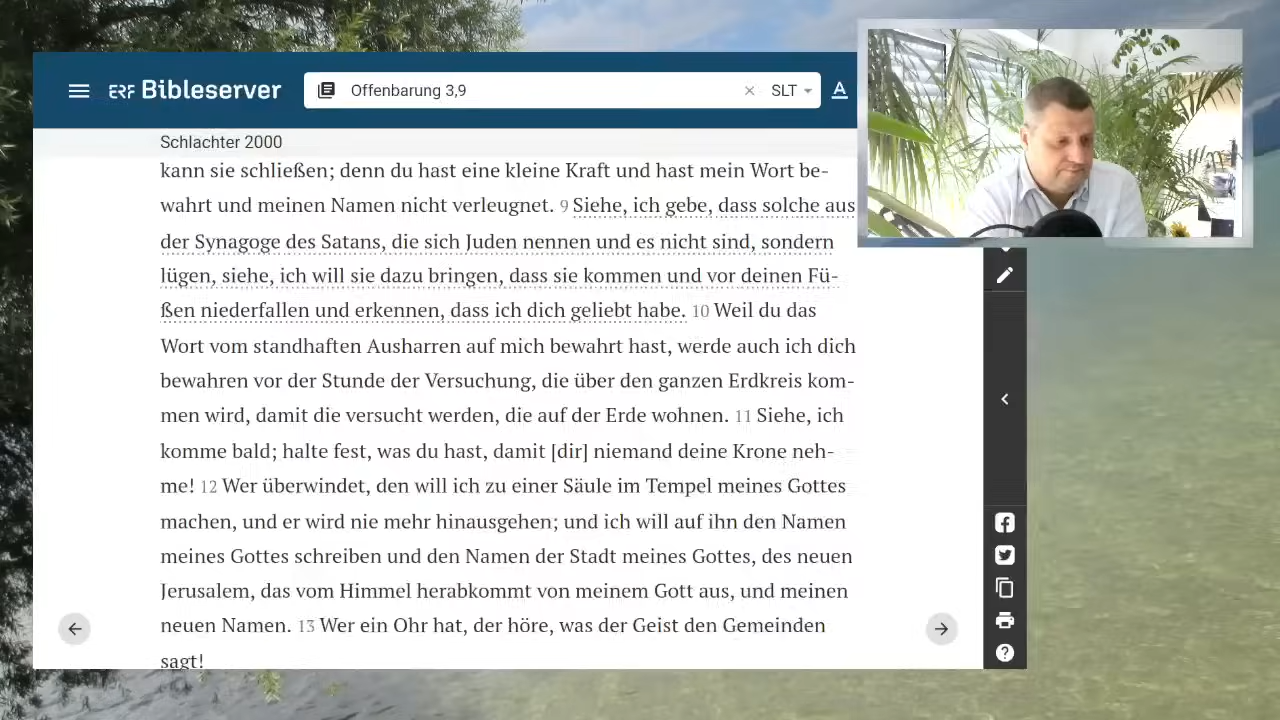 ERF Bibleserver
Offenbarung 3,9
SLT
A
Schlachter 2000
kann sie schließen; denn du hast eine kleine Kraft und hast mein Wort be-
wahrt und meinen Namen nicht verleugnet. 9 Siehe, ich gebe, dass solche aus
der Synagoge des Satans, die sich Juden nennen und es nicht sind, sondern
lügen, siehe, ich will sie dazu bringen, dass sie kommen und vor deinen Fü-
ßen niederfallen und erkennen, dass ich dich geliebt habe. 10 Weil du das
Wort vom standhaften Ausharren auf mich bewahrt hast, werde auch ich dich
bewahren vor der Stunde der Versuchung, die über den ganzen Erdkreis kom-
men wird, damit die versucht werden, die auf der Erde wohnen. 11 Siehe, ich
komme bald; halte fest, was du hast, damit [dir] niemand deine Krone neh-
me! 12 Wer überwindet, den will ich zu einer Säule im Tempel meines Gottes
machen, und er wird nie mehr hinausgehen; und ich will auf ihn den Namen
meines Gottes schreiben und den Namen der Stadt meines Gottes, des neuen
Jerusalem, das vom Himmel herabkommt von meinem Gott aus, und meinen
neuen Namen. 13 Wer ein Ohr hat, der höre, was der Geist den Gemeinden
sagt!